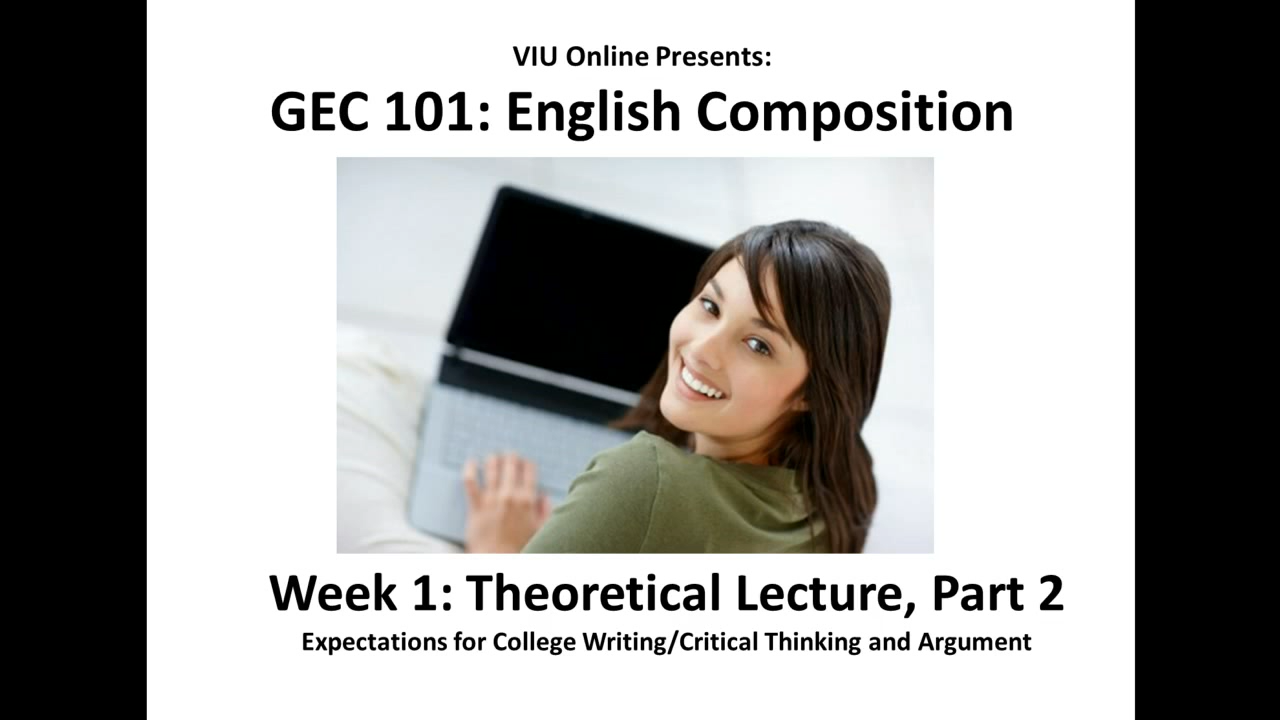 VIU Online Presents:
GEC 101: English Composition
Week 1: Theoretical Lecture, Part 2
Expectations for College Writing/Critical Thinking and Argument